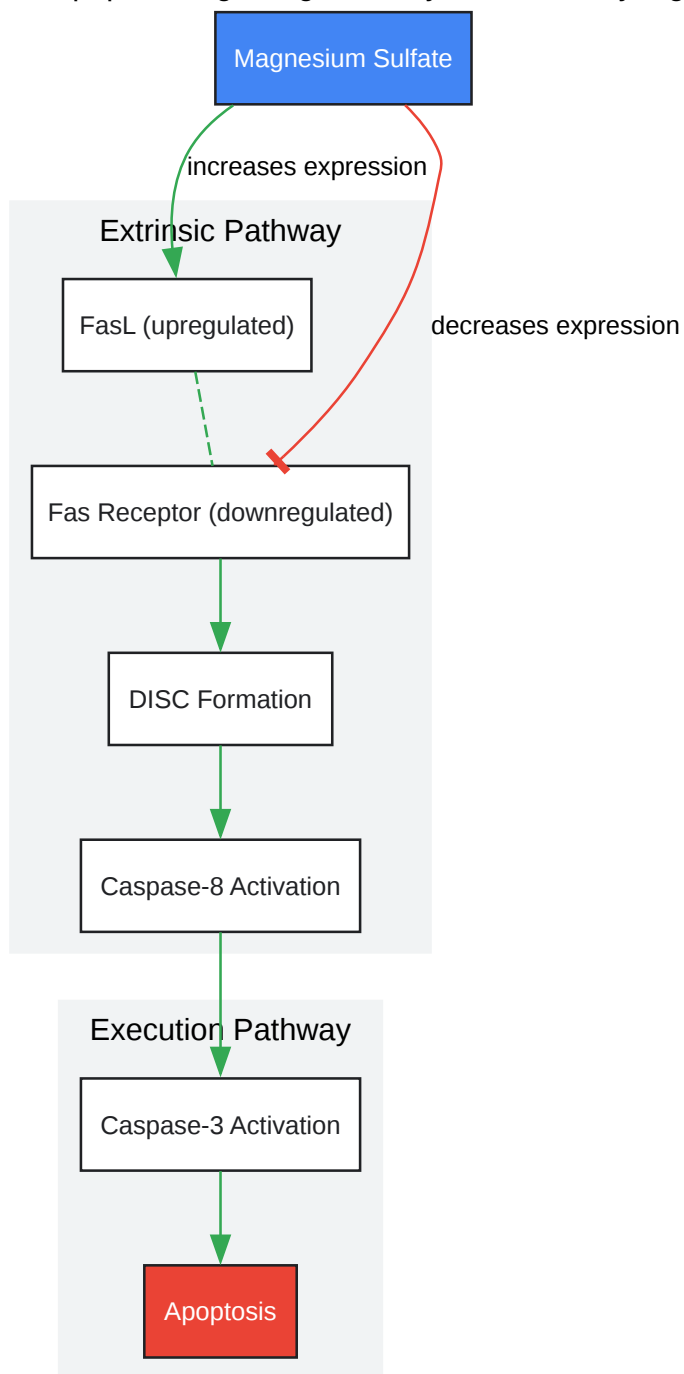 Magnesium Sulfate
increases expression
Extrinsic Pathway
FasL (upregulated)
decreases expression
Fas Receptor (downregulated)
DISC Formation
Caspase-8 Activation
Execution Pathway
Caspase-3 Activation
Apoptosis